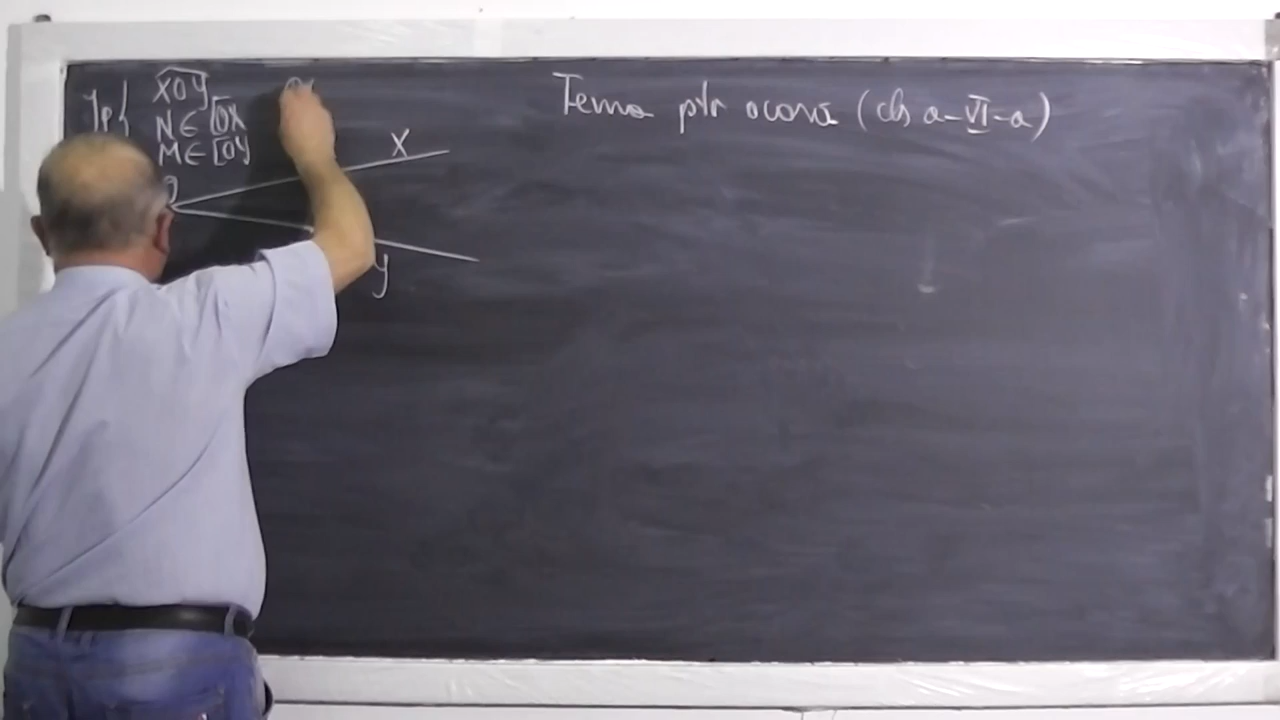 Ip{ XOY
N ∈ [OX
M ∈ [OY
Tema ptr acasă (cls a-VI-a)
X
O
y